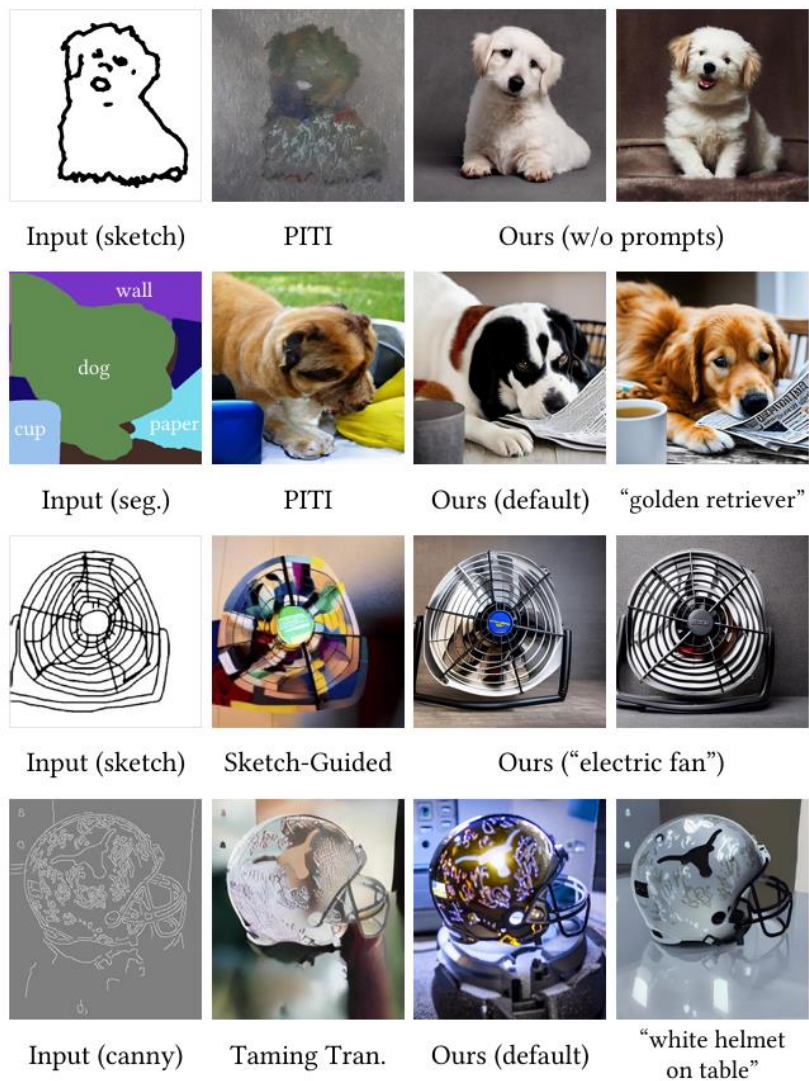 Input (sketch)
PITI
Ours (w/o prompts)
wall
dog
cup
paper
Input (seg.)
PITI
Ours (default)
“golden retriever”
Input (sketch)
Sketch-Guided
Ours (“electric fan”)
Input (canny)
Taming Tran.
Ours (default)
“white helmet
on table”